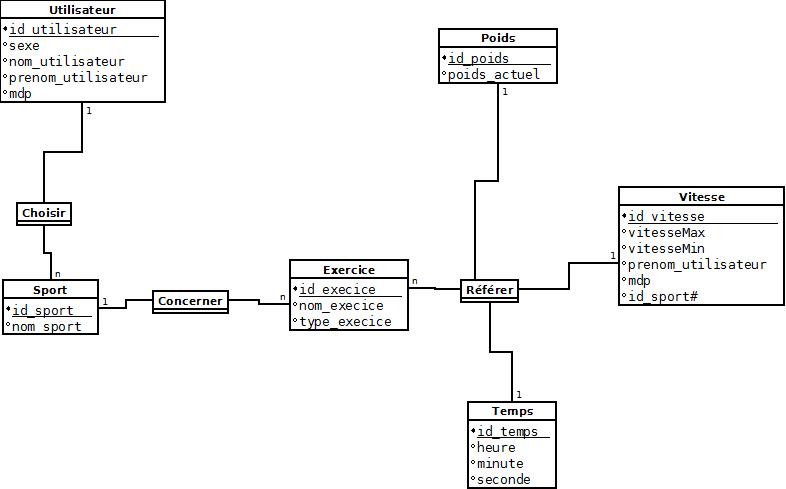 Utilisateur
id_utilisateur
sexe
nom_utilisateur
prenom_utilisateur
mdp
1
Poids
id_poids
poids_actuel
1
Choisir
n
Vitesse
id_vitesse
vitesseMax
vitesseMin
prenom_utilisateur
mdp
id_sport#
1
Sport
id_sport
nom_sport
1
Concerner
n
Exercice
id_execice
nom_execice
type_execice
n
Référer
1
Temps
id_temps
heure
minute
seconde